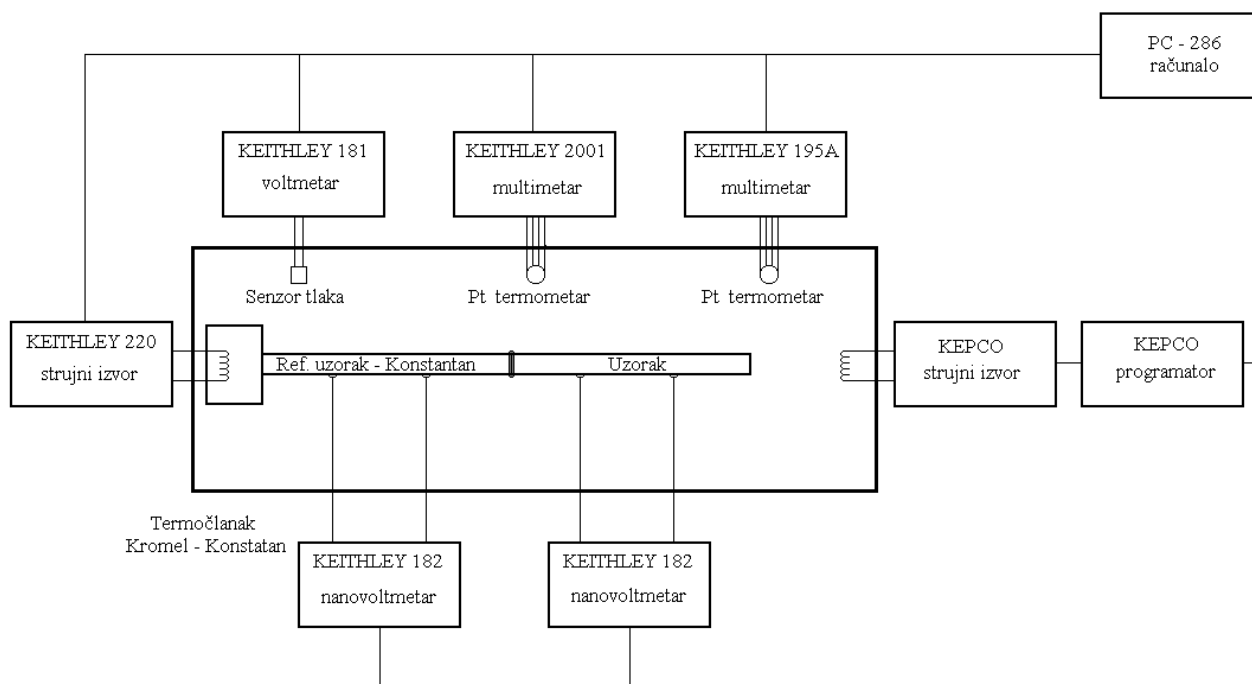 PC - 286
računalo
KEITHLEY 181
voltmetar
KEITHLEY 2001
multimetar
KEITHLEY 195A
multimetar
Senzor tlaka
Pt termometar
Pt termometar
KEITHLEY 220
strujni izvor
Ref. uzorak - Konstantan
Uzorak
KEPCO
strujni izvor
KEPCO
programator
Termočlanak
Kromel - Konstatan
KEITHLEY 182
nanovoltmetar
KEITHLEY 182
nanovoltmetar